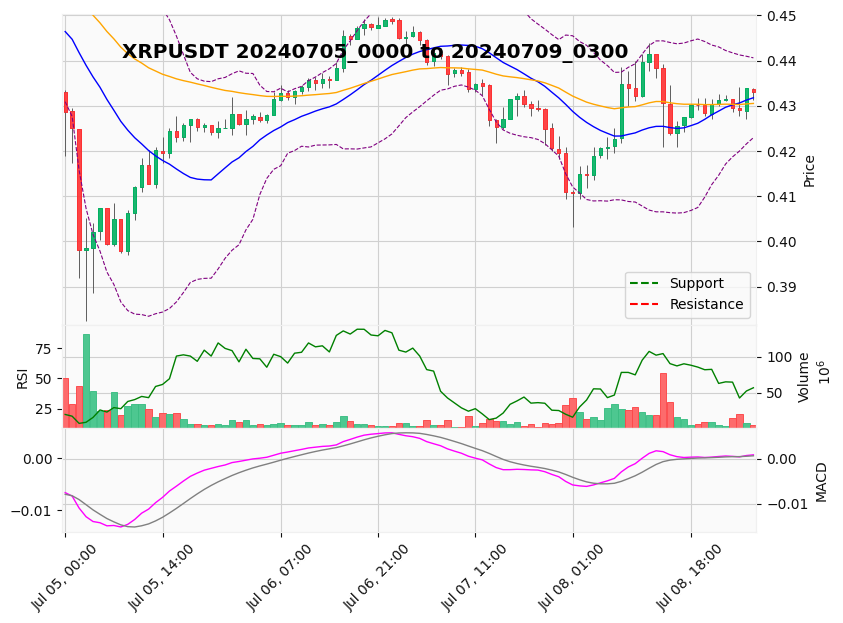 XRPUSDT 20240705_0000 to 20240709_0300
0.45
0.44
0.43
0.42
0.41
0.40
0.39
Price
Support
Resistance
75
50
25
RSI
100
50
Volume
10^6
0.00
−0.01
0.00
−0.01
MACD
Jul 05, 00:00
Jul 05, 14:00
Jul 06, 07:00
Jul 06, 21:00
Jul 07, 11:00
Jul 08, 01:00
Jul 08, 18:00